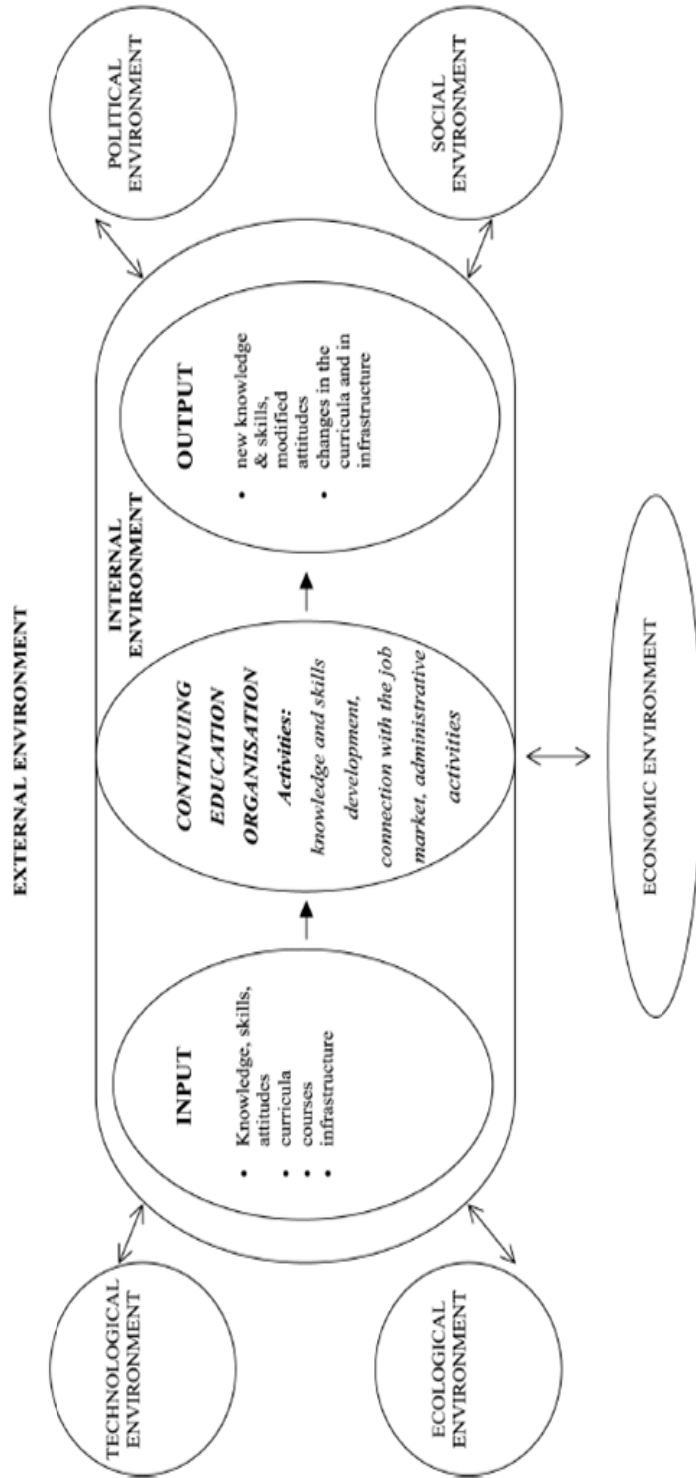 EXTERNAL ENVIRONMENT
TECHNOLOGICAL
ENVIRONMENT
POLITICAL
ENVIRONMENT
INTERNAL
ENVIRONMENT
INPUT
• Knowledge, skills,
attitudes
• curricula
• courses
• infrastructure
CONTINUING
EDUCATION
ORGANISATION
Activities:
knowledge and skills
development,
connection with the job
market, administrative
activities
OUTPUT
• new knowledge
& skills,
modified
attitudes
• changes in the
curricula and in
infrastructure
ECOLOGICAL
ENVIRONMENT
SOCIAL
ENVIRONMENT
ECONOMIC ENVIRONMENT